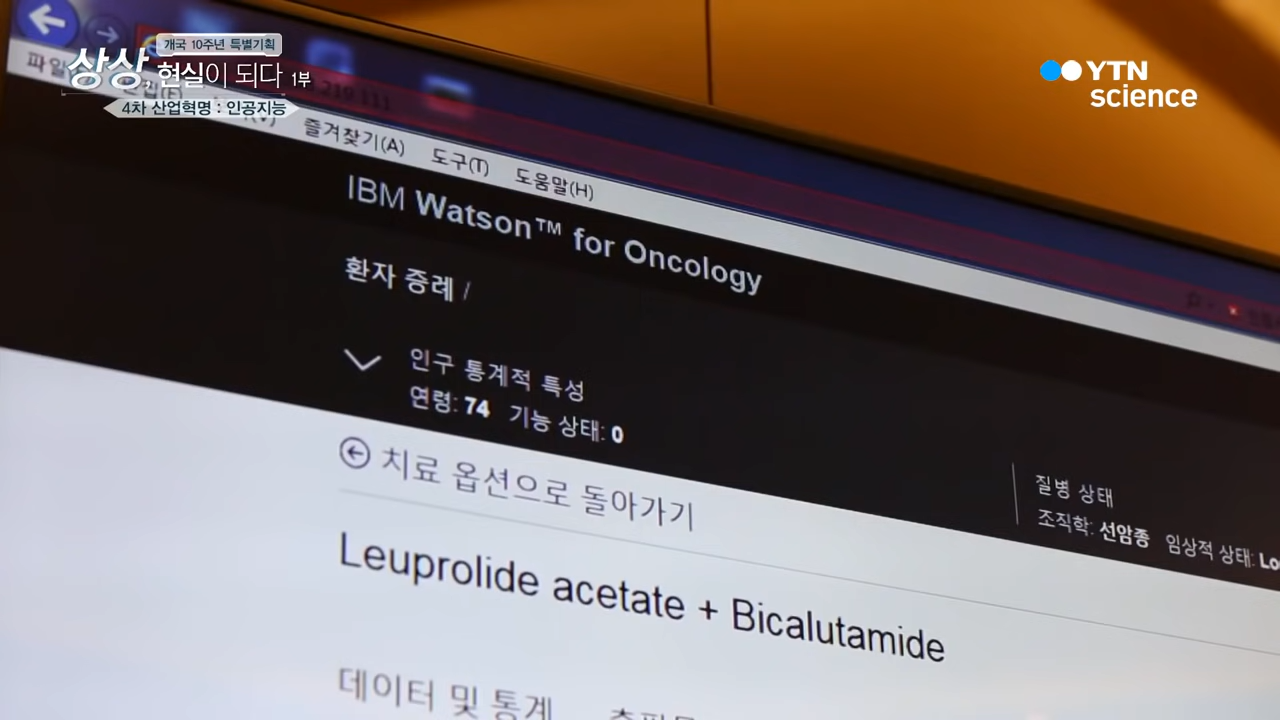 개국 10주년 특별기획
상상, 현실이 되다 1부
4차 산업혁명 : 인공지능
YTN
science
파일
즐겨찾기(A) 도구(T) 도움말(H)
IBM Watson™ for Oncology
환자 증례 /
인구 통계적 특성
연령: 74 기능 상태: 0
질병 상태
조직학: 선암종 임상적 상태: Lo
치료 옵션으로 돌아가기
Leuprolide acetate + Bicalutamide
데이터 및 통계